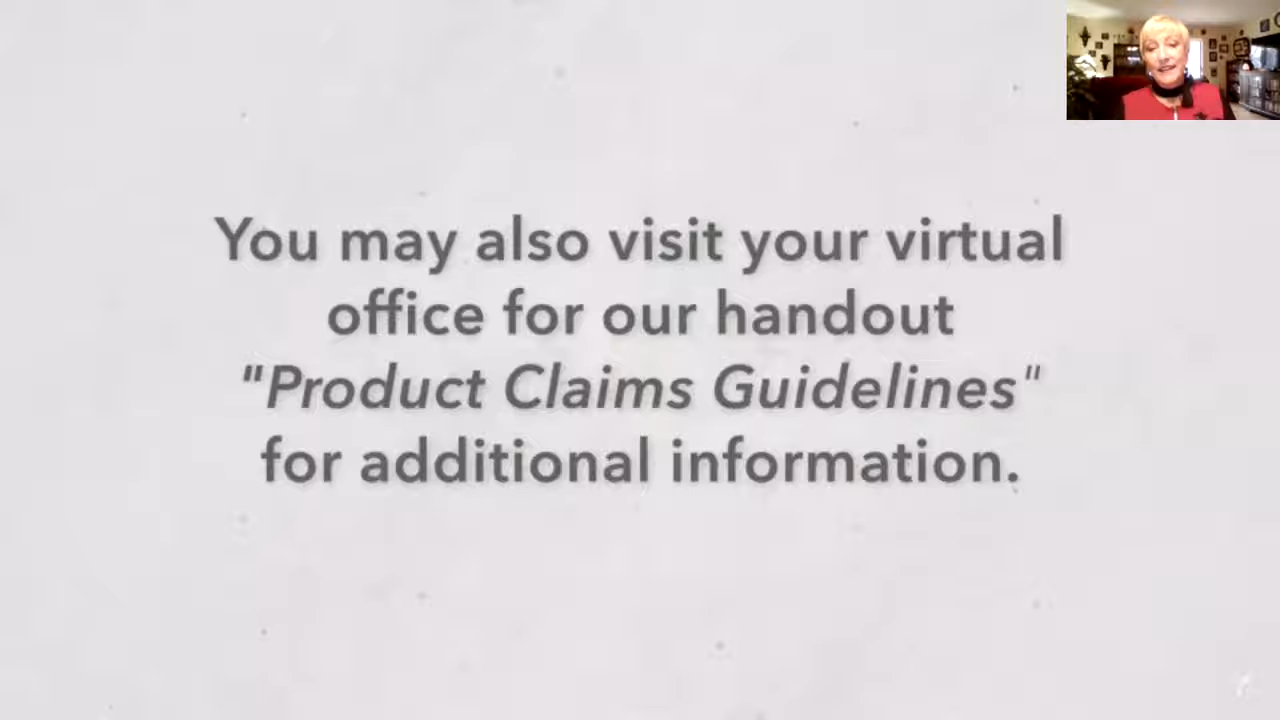 You may also visit your virtual
office for our handout
"Product Claims Guidelines"
for additional information.